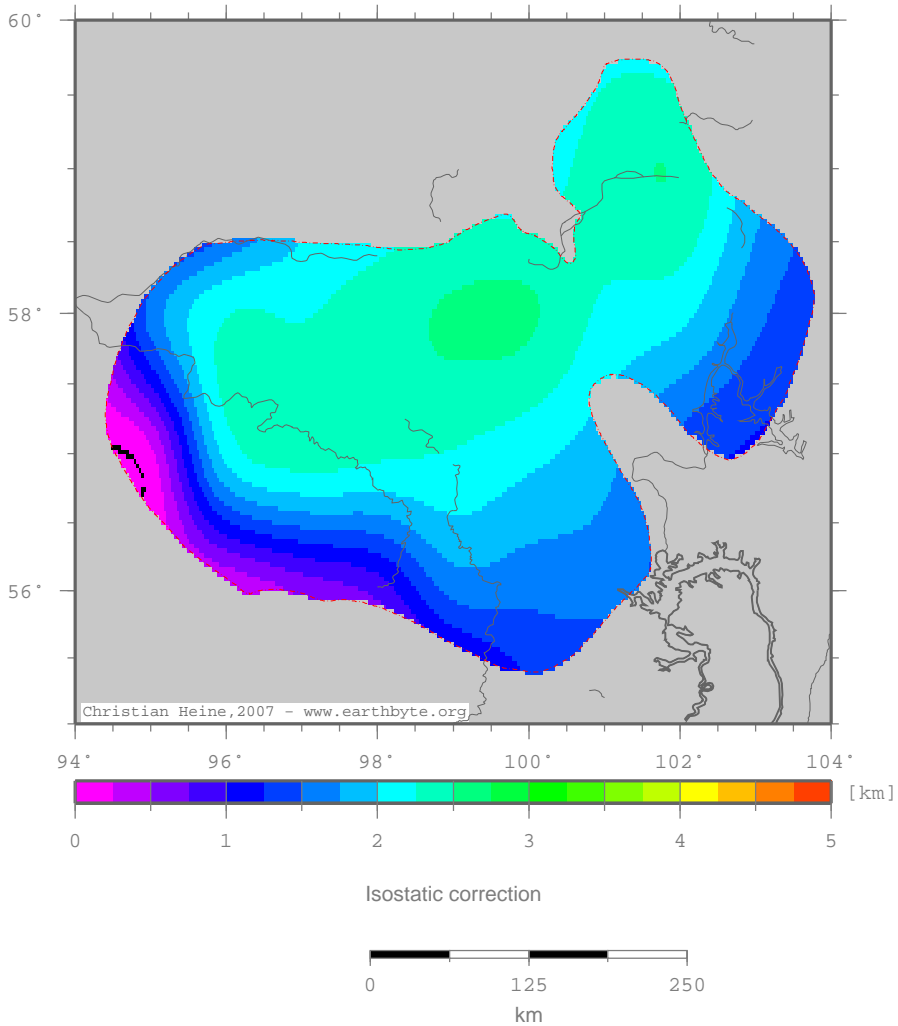 60°
58°
56°
Christian Heine,2007 - www.earthbyte.org
94° 96° 98° 100° 102° 104°
[km]
0 1 2 3 4 5
Isostatic correction
0 125 250
km